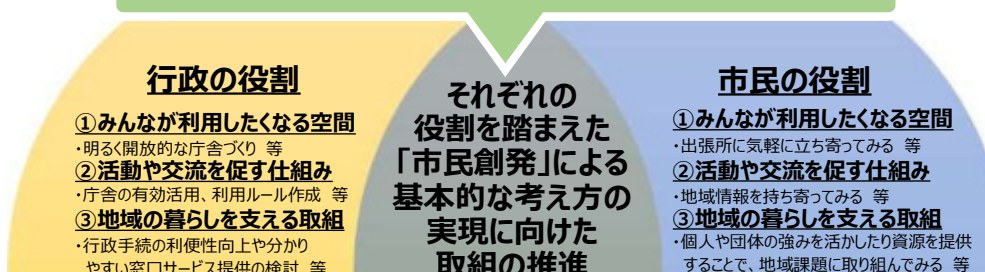 行政の役割
①みんなが利用したくなる空間
・明るく開放的な庁舎づくり 等
②活動や交流を促す仕組み
・庁舎の有効活用、利用ルール作成 等
③地域の暮らしを支える取組
・行政手続の利便性向上や分かり
やすい窓口サービス提供の検討 等
それぞれの
役割を踏まえた
「市民創発」による
基本的な考え方の
実現に向けた
取組の推進
市民の役割
①みんなが利用したくなる空間
・出張所に気軽に立ち寄ってみる 等
②活動や交流を促す仕組み
・地域情報を持ち寄ってみる 等
③地域の暮らしを支える取組
・個人や団体の強みを活かしたり資源を提供
することで、地域課題に取り組んでみる 等